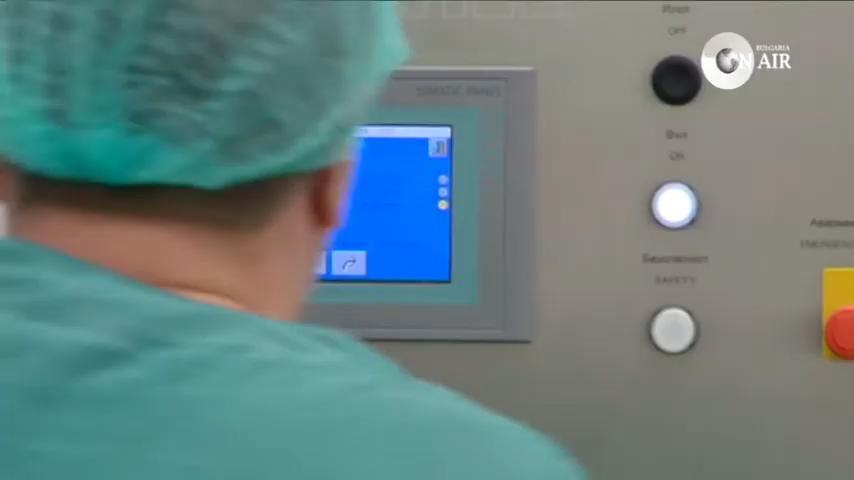 Изкл
OFF
BULGARIA
ON AIR
SIMATIC PANEL
Вкл
ON
Безопасност
SAFETY